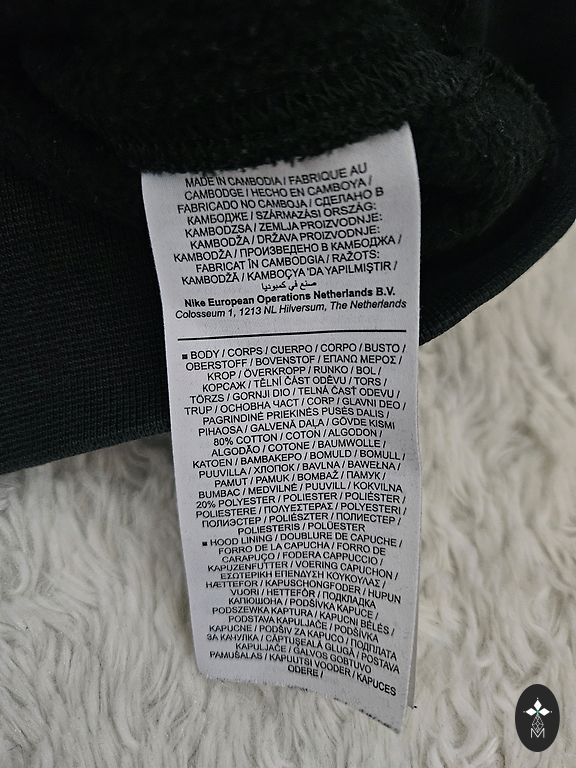 MADE IN CAMBODIA / FABRIQUE AU
CAMBODGE / HECHO EN CAMBOYA /
FABRICADO NO CAMBOJA / СДЕЛАНО В
КАМБОДЖЕ / SZÁRMAZÁSI ORSZÁG:
KAMBODZSA / ZEMLJA PROIZVODNJE:
KAMBODŽA / DRŽAVA PROIZVODNJE:
KAMBODŽA / ПРОИЗВЕДЕНО В КАМБОДЖА /
FABRICAT ÎN CAMBODGIA / RAŽOTS:
KAMBODŽĀ / KAMBOÇYA 'DA YAPILMIŞTIR /
صنع في كمبوديا
Nike European Operations Netherlands B.V.
Colosseum 1, 1213 NL Hilversum, The Netherlands
■ BODY / CORPS / CUERPO / CORPO / BUSTO /
OBERSTOFF / BOVENSTOF / ΕΠΑΝΩ ΜΕΡΟΣ /
KROP / ÖVERKROPP / RUNKO / BOL /
КОРСАЖ / TĚLNÍ ČÁST ODĚVU / TORS /
TÖRZS / GORNJI DIO / TELNÁ ČASŤ ODEVU /
TRUP / ОСНОВНА ЧАСТ / CORP / GLAVNI DEO /
PAGRINDINĖ PRIEKINĖS PUSĖS DALIS /
PIHAOSA / GALVENĀ DAĻA / GÖVDE KISMI
80% COTTON / COTON / ALGODÓN /
ALGODÃO / COTONE / BAUMWOLLE /
KATOEN / ΒΑΜΒΑΚΕΡΟ / BOMULD / BOMULL /
PUUVILLA / ХЛОПОК / BAVLNA / BAWEŁNA /
PAMUT / PAMUK / BOMBAŽ / ПАМУК /
BUMBAC / MEDVILNĖ / PUUVILL / KOKVILNA
20% POLYESTER / POLIESTER / POLIÉSTER /
POLIESTERE / ΠΟΛΥΕΣΤΕΡΑΣ / POLYESTERI /
ПОЛИЭСТЕР / POLIÉSZTER / ПОЛИЕСТЕР /
POLIESTERIS / POLÜESTER
■ HOOD LINING / DOUBLURE DE CAPUCHE /
FORRO DE LA CAPUCHA / FORRO DE
CARAPUÇO / FODERA CAPPUCCIO /
KAPUZENFUTTER / VOERING CAPUCHON /
ΕΣΩΤΕΡΙΚΗ ΕΠΕΝΔΥΣΗ ΚΟΥΚΟΥΛΑΣ /
HÆTTEFOR / KAPUSCHONGFODER / HUPUN
VUORI / HETTEFÔR / ПОДКЛАДКА
КАПЮШОНА / PODŠÍVKA KAPUCE /
PODSZEWKA KAPTURA / KAPUCNI BÉLÉS /
PODSTAVA KAPULJAČE / PODŠÍVKA
KAPUCNE / PODŠIV ZA KAPUCO / ПОДПЛАТА
ЗА КАЧУЛКА / CĂPTUŞEALĂ GLUGĂ / POSTAVA
KAPULJAČE / GALVOS GOBTUVO
PAMUŠALAS / KAPUUTSI VOODER / KAPUCES
ODERE /
M